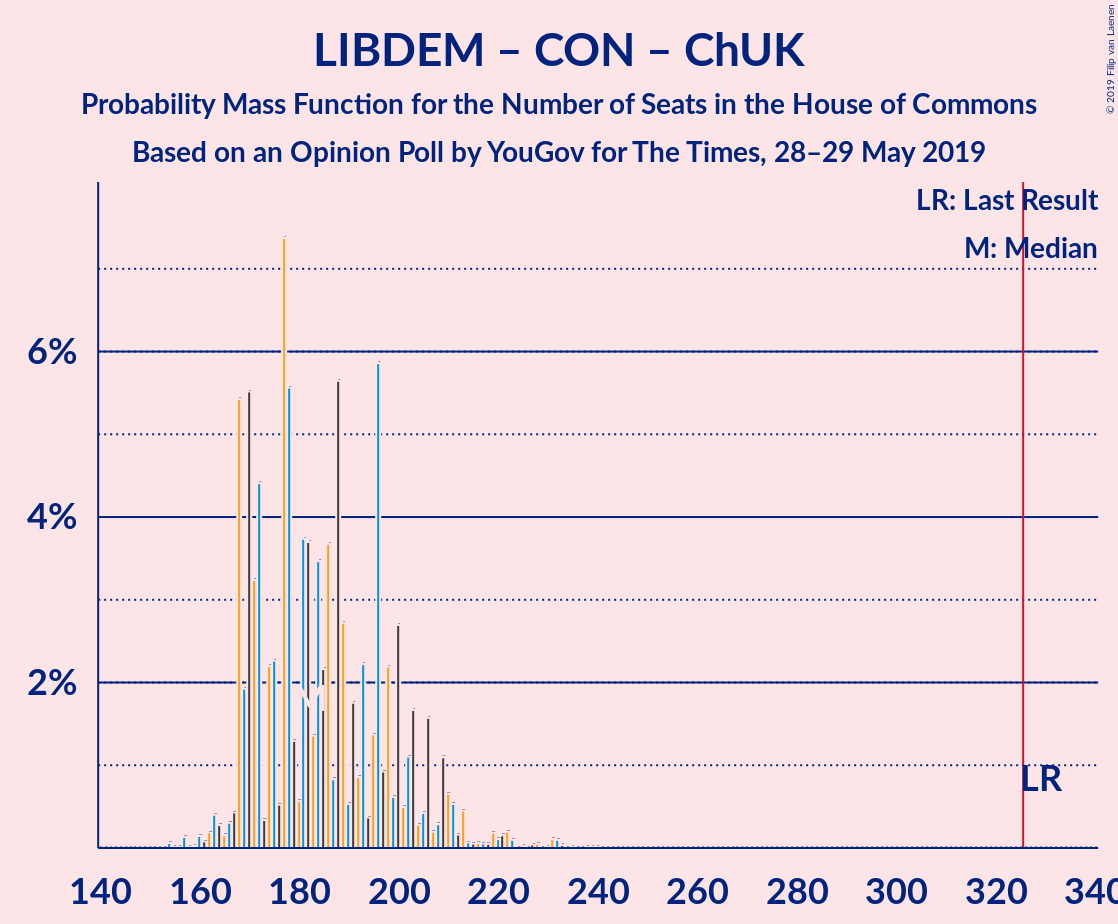 LIBDEM – CON – ChUK
Probability Mass Function for the Number of Seats in the House of Commons
Based on an Opinion Poll by YouGov for The Times, 28–29 May 2019
© 2019 Filip van Laenen
LR: Last Result
M: Median
6%
4%
2%
LR
140 160 180 200 220 240 260 280 300 320 340